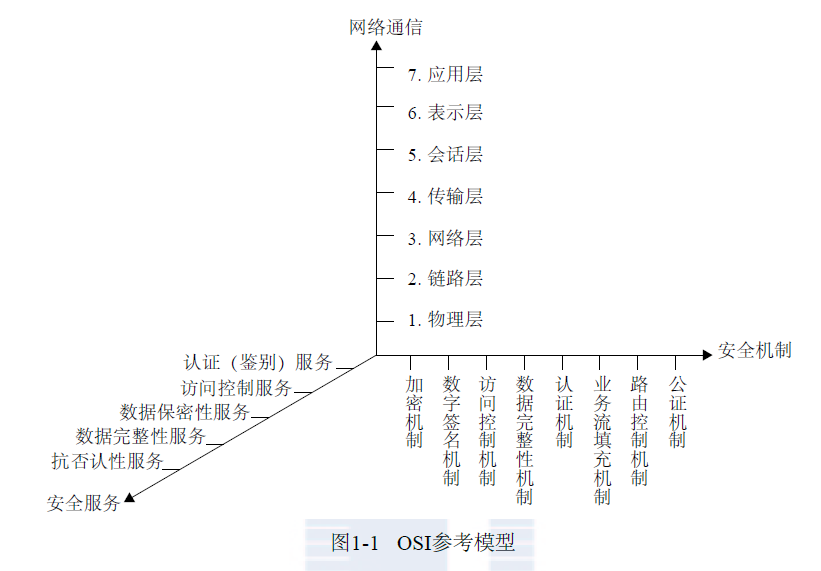 网络通信
7. 应用层
6. 表示层
5. 会话层
4. 传输层
3. 网络层
2. 链路层
1. 物理层
安全机制
认证（鉴别）服务
访问控制服务
数据保密性服务
数据完整性服务
抗否认性服务
安全服务
加密机制
数字签名机制
访问控制机制
数据完整性机制
认证机制
业务流填充机制
路由控制机制
公证机制
图1-1 OSI参考模型